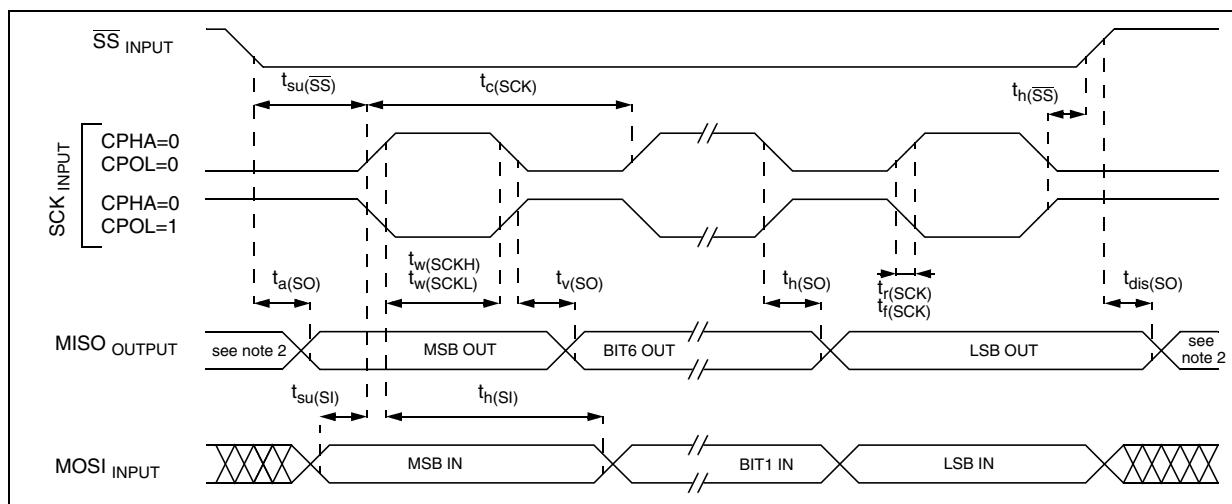 SS INPUT
tsu(SS)
tc(SCK)
th(SS)
SCK INPUT
CPHA=0
CPOL=0
CPHA=0
CPOL=1
ta(SO)
tw(SCKH)
tw(SCKL)
tv(SO)
th(SO)
tr(SCK)
tf(SCK)
tdis(SO)
MISO OUTPUT
see note 2
MSB OUT
BIT6 OUT
LSB OUT
see
note 2
tsu(SI)
th(SI)
MOSI INPUT
MSB IN
BIT1 IN
LSB IN